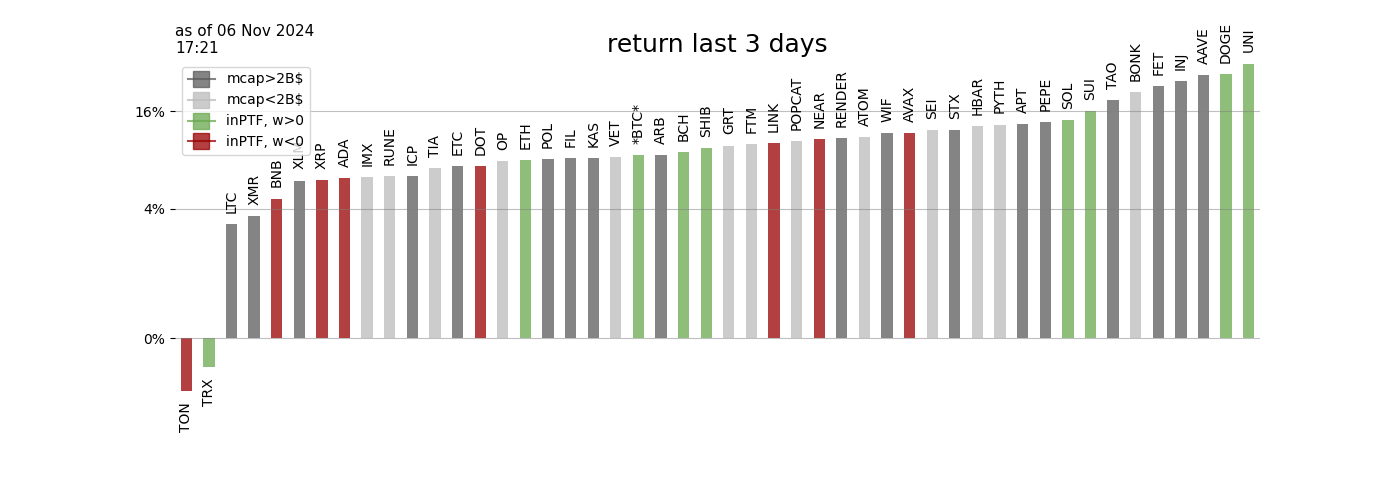 as of 06 Nov 2024
17:21
return last 3 days
mcap>2B$
mcap<2B$
inPTF, w>0
inPTF, w<0
16%
4%
0%
TON
TRX
LTC
XMR
BNB
XLM
XRP
ADA
IMX
RUNE
ICP
TIA
ETC
DOT
OP
ETH
POL
FIL
KAS
VET
*BTC*
ARB
BCH
SHIB
GRT
FTM
LINK
POPCAT
NEAR
RENDER
ATOM
WIF
AVAX
SEI
STX
HBAR
PYTH
APT
PEPE
SOL
SUI
TAO
BONK
FET
INJ
AAVE
DOGE
UNI